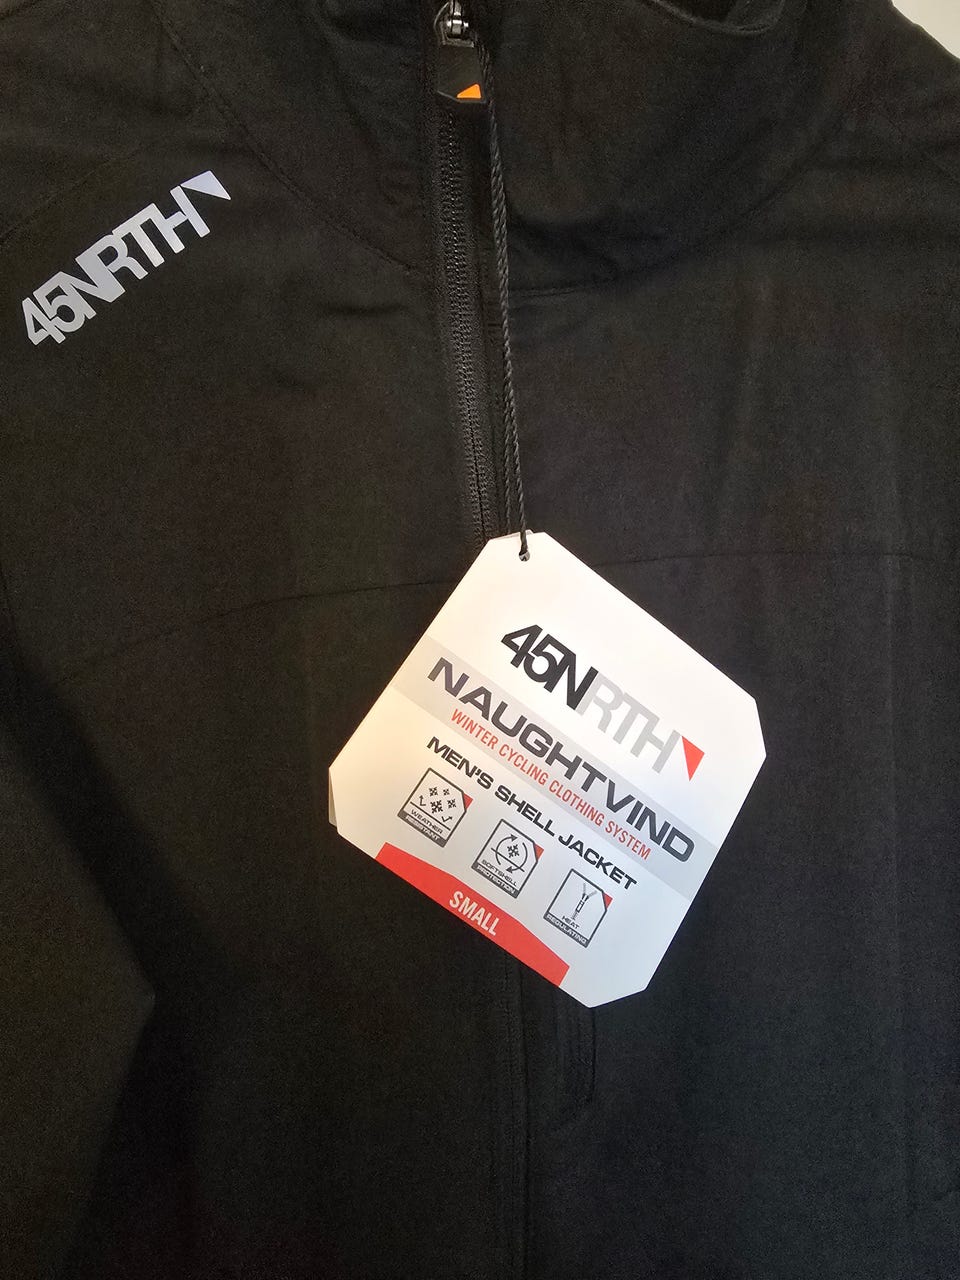 45NRTH
45NRTH
NAUGHTVIND
WINTER CYCLING CLOTHING SYSTEM
MEN'S SHELL JACKET
WEATHER
RESISTANT
SOFTSHELL
PROTECTION
HEAT
REGULATING
SMALL